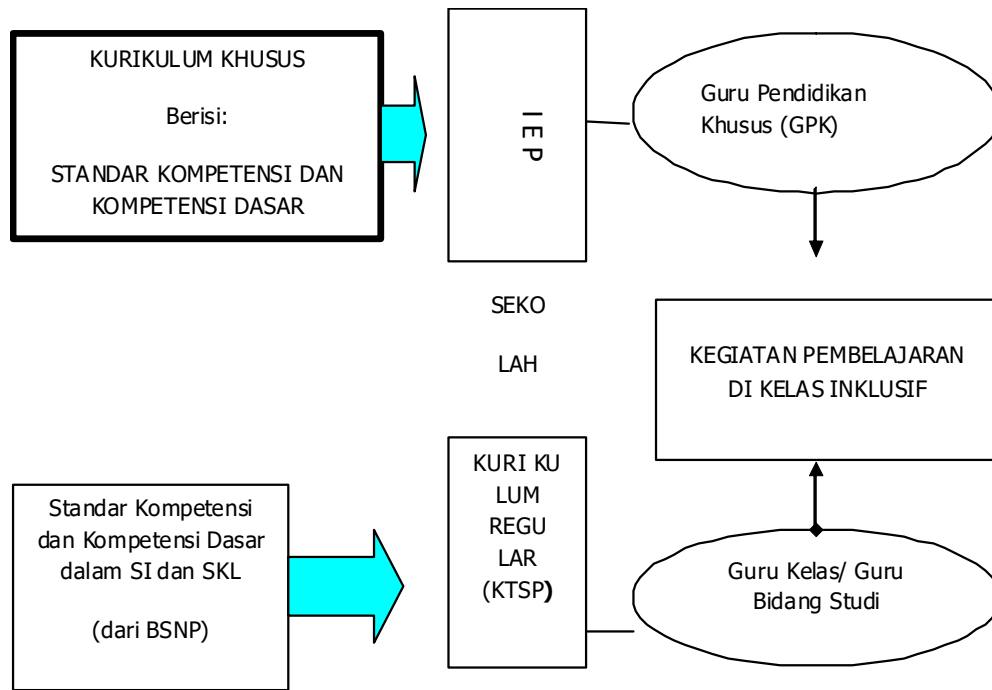 KURIKULUM KHUSUS
Berisi:
STANDAR KOMPETENSI DAN
KOMPETENSI DASAR
I E P
Guru Pendidikan
Khusus (GPK)
SEKO
LAH
KEGIATAN PEMBELAJARAN
DI KELAS INKLUSIF
Standar Kompetensi
dan Kompetensi Dasar
dalam SI dan SKL
(dari BSNP)
KURI KU
LUM
REGU
LAR
(KTSP)
Guru Kelas/ Guru
Bidang Studi